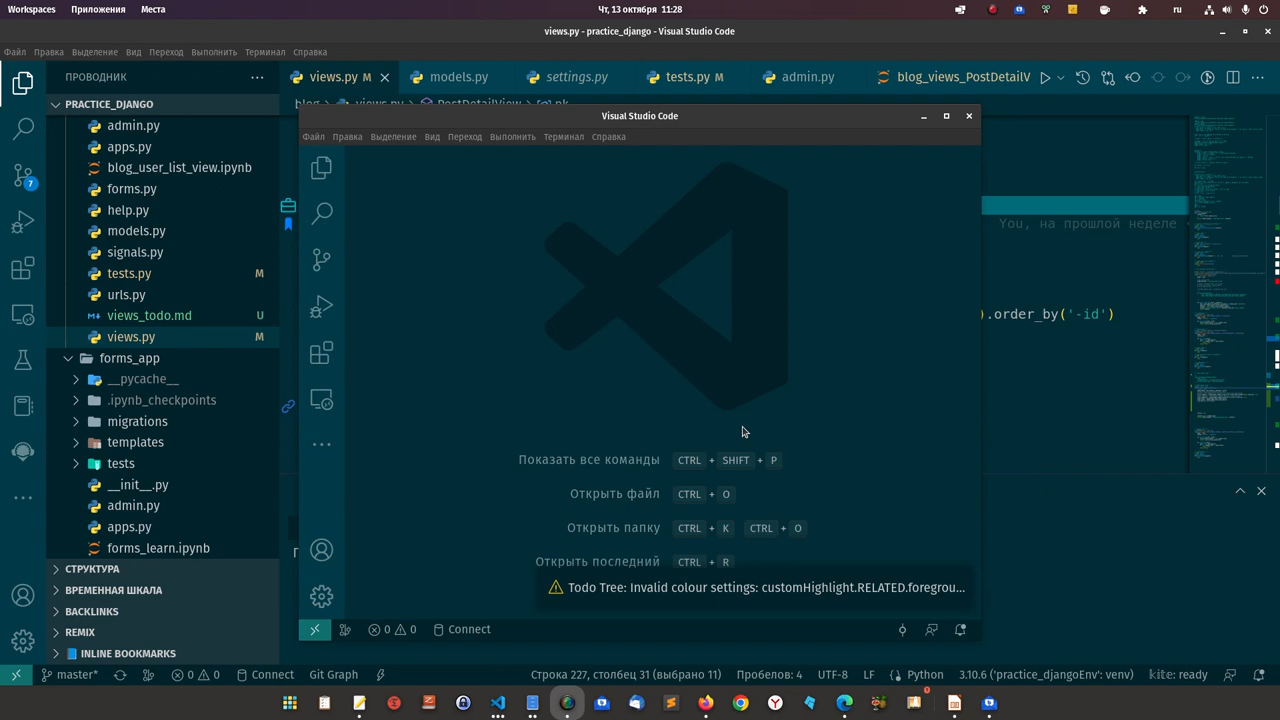 Workspaces Приложения Места Чт, 13 октября 11:28 ru
views.py - practice_django - Visual Studio Code
Файл Правка Выделение Вид Переход Выполнить Терминал Справка
ПРОВОДНИК
views.py M models.py settings.py tests.py M admin.py blog_views_PostDetailV
PRACTICE_DJANGO
admin.py
apps.py
blog_user_list_view.ipynb
forms.py
help.py
models.py
signals.py
tests.py M
urls.py
views_todo.md U
views.py M
forms_app
__pycache__
.ipynb_checkpoints
migrations
templates
tests
__init__.py
admin.py
apps.py
forms_learn.ipynb
СТРУКТУРА
ВРЕМЕННАЯ ШКАЛА
BACKLINKS
REMIX
INLINE BOOKMARKS
7
You, на прошлой неделе
).order_by('-id')
Visual Studio Code
Файл Правка Выделение Вид Переход Выполнить Терминал Справка
Показать все команды CTRL + SHIFT + P
Открыть файл CTRL + O
Открыть папку CTRL + K CTRL + O
Открыть последний CTRL + R
Todo Tree: Invalid colour settings: customHighlight.RELATED.foregrou...
0 0 Connect
master* 0 0 Connect Git Graph Строка 227, столбец 31 (выбрано 11) Пробелов: 4 UTF-8 LF Python 3.10.6 ('practice_djangoEnv': venv) kite: ready